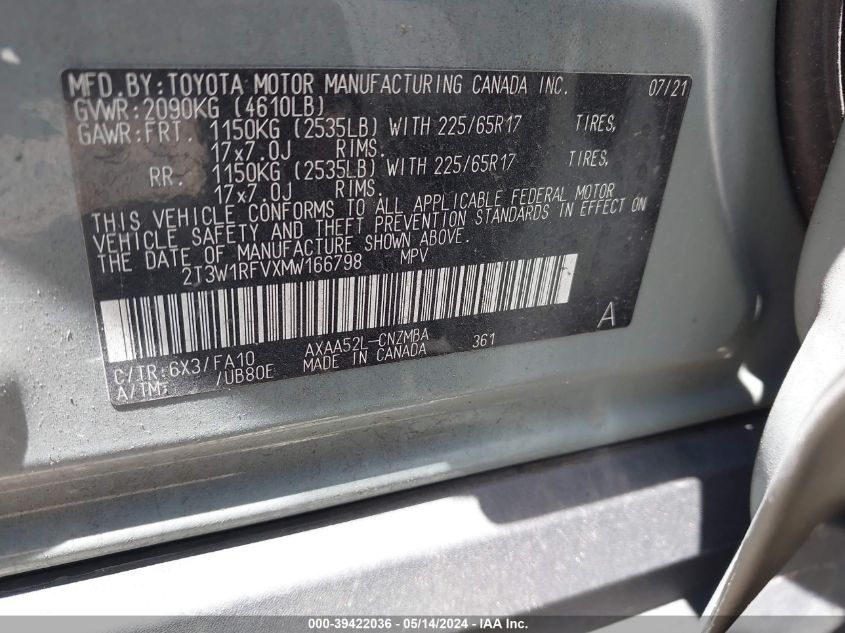 MFD.BY:TOYOTA MOTOR MANUFACTURING CANADA INC. 07/21
GVWR:2090KG (4610LB)
GAWR:FRT. 1150KG (2535LB) WITH 225/65R17 TIRES,
17x7.0J RIMS.
RR. 1150KG (2535LB) WITH 225/65R17 TIRES,
17x7.0J RIMS.
THIS VEHICLE CONFORMS TO ALL APPLICABLE FEDERAL MOTOR
VEHICLE SAFETY AND THEFT PREVENTION STANDARDS IN EFFECT ON
THE DATE OF MANUFACTURE SHOWN ABOVE.
2T3W1RFVXMW166798 MPV
C/TR:6X3/FA10 AXAA52L-CNZMBA 361 A
A/TM: /UB80E MADE IN CANADA
000-39422036 - 05/14/2024 - IAA Inc.